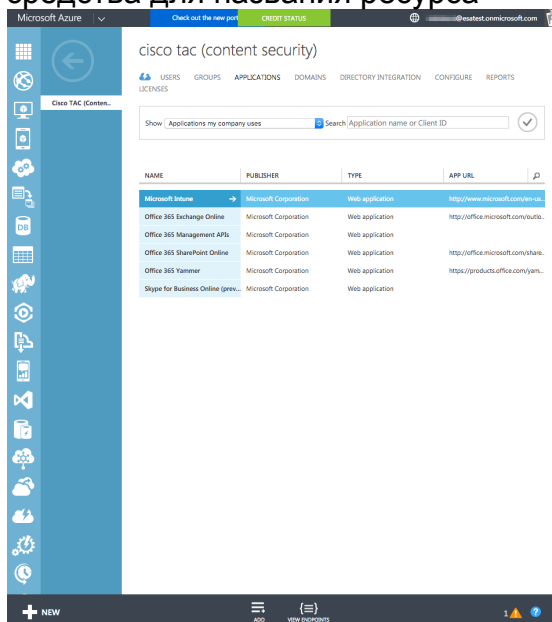 средства для названия ресурса
Microsoft Azure
Check out the new port
CREDIT STATUS
@esatest.onmicrosoft.com
cisco tac (content security)
USERS GROUPS APPLICATIONS DOMAINS DIRECTORY INTEGRATION CONFIGURE REPORTS
LICENSES
Cisco TAC (Conten..
Show Applications my company uses Search Application name or Client ID
NAME PUBLISHER TYPE APP URL
Microsoft Intune Microsoft Corporation Web application http://www.microsoft.com/en-us...
Office 365 Exchange Online Microsoft Corporation Web application http://office.microsoft.com/outlo...
Office 365 Management APIs Microsoft Corporation Web application
Office 365 SharePoint Online Microsoft Corporation Web application http://office.microsoft.com/share...
Office 365 Yammer Microsoft Corporation Web application https://products.office.com/yam...
Skype for Business Online (prev... Microsoft Corporation Web application
DB
NEW
ADD
VIEW ENDPOINTS
1
?